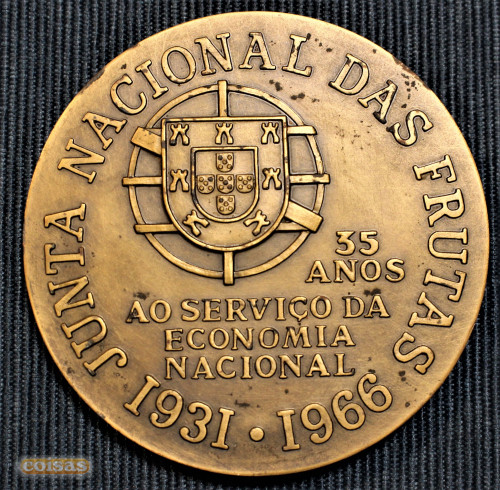 JUNTA NACIONAL DAS FRUTAS
35
ANOS
AO SERVIÇO DA
ECONOMIA
NACIONAL
1931 · 1966
coisas